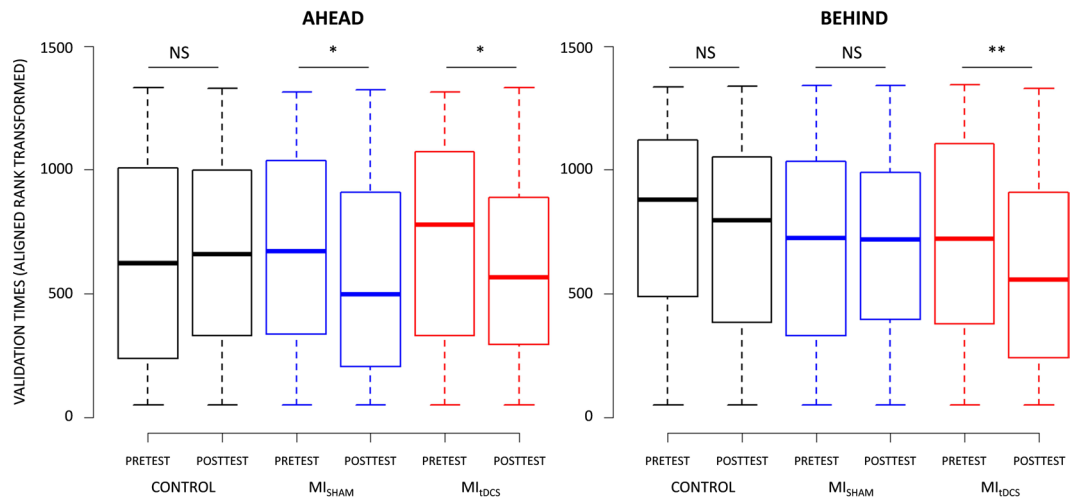 AHEAD
BEHIND
VALIDATION TIMES (ALIGNED RANK TRANSFORMED)
1500
1000
500
0
NS
*
*
PRETEST POSTTEST PRETEST POSTTEST PRETEST POSTTEST
CONTROL MISHAM MItDCS
1500
1000
500
0
NS
NS
**
PRETEST POSTTEST PRETEST POSTTEST PRETEST POSTTEST
CONTROL MISHAM MItDCS